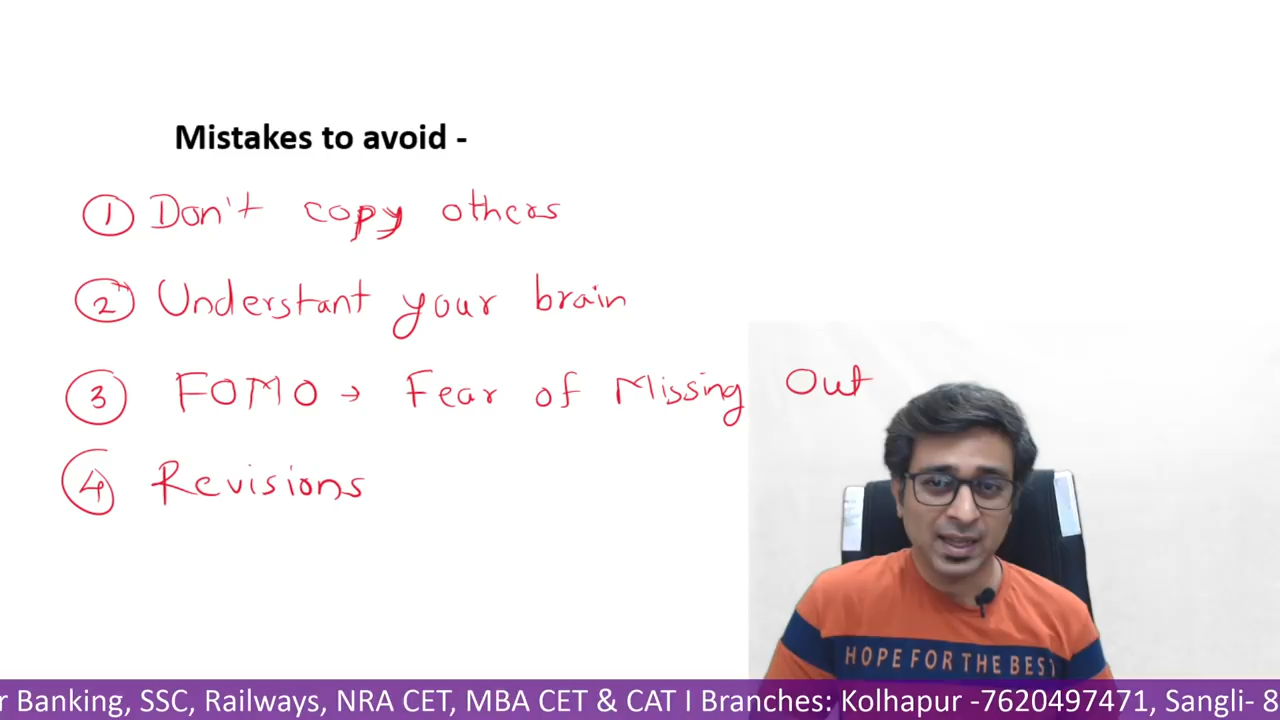 Mistakes to avoid -
1 Don't copy others
2 Understant your brain
3 FOMO → Fear of Missing Out
4 Revisions
HOPE FOR THE BEST
r Banking, SSC, Railways, NRA CET, MBA CET & CAT I Branches: Kolhapur -7620497471, Sangli- 8